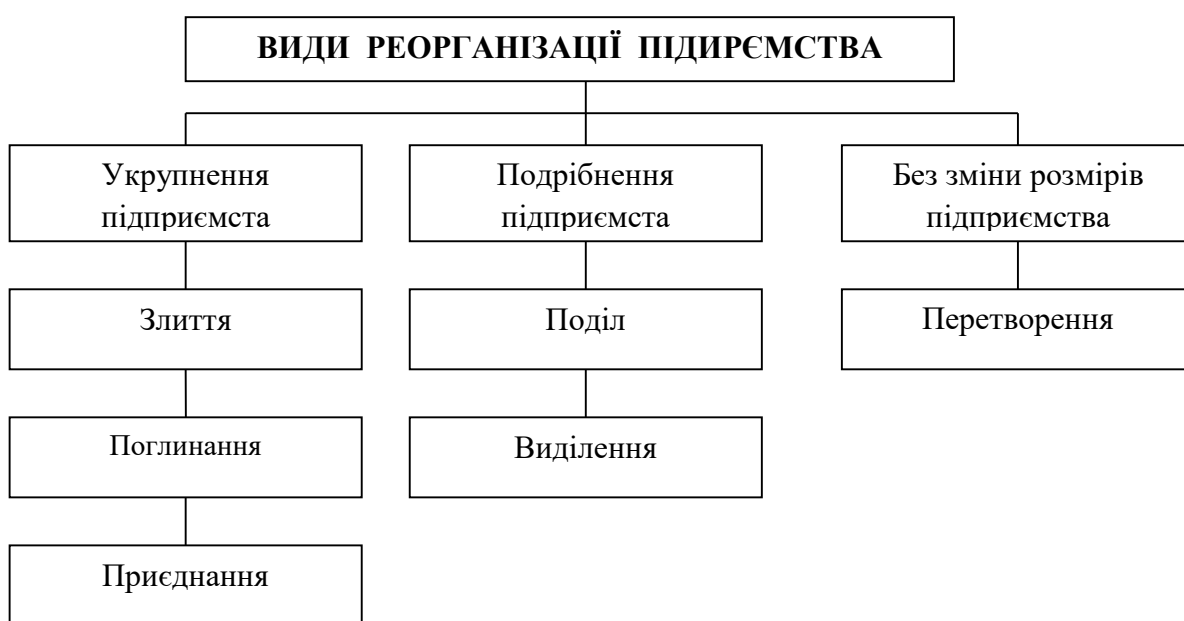 ВИДИ РЕОРГАНІЗАЦІЇ ПІДИРЄМСТВА
Укрупнення
підприємста
Подрібнення
підприємста
Без зміни розмірів
підприємства
Злиття
Поділ
Перетворення
Поглинання
Виділення
Приєднання